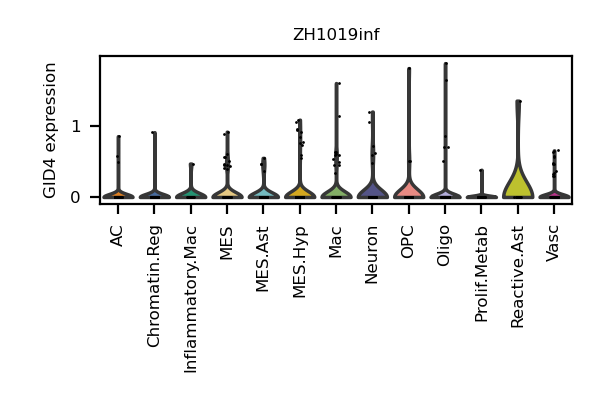 ZH1019inf
GID4 expression
1
0
AC
Chromatin.Reg
Inflammatory.Mac
MES
MES.Ast
MES.Hyp
Mac
Neuron
OPC
Oligo
Prolif.Metab
Reactive.Ast
Vasc